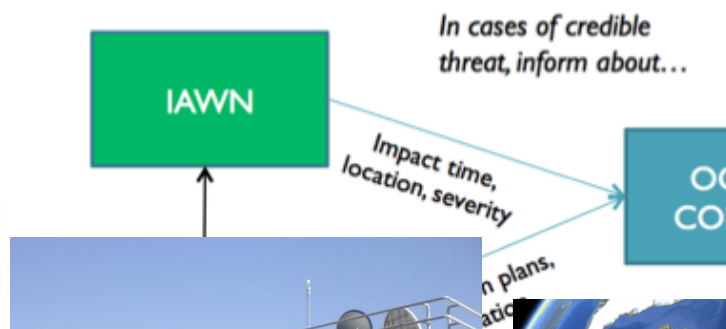 In cases of credible
threat, inform about...
IAWN
Impact time,
location, severity
plans,